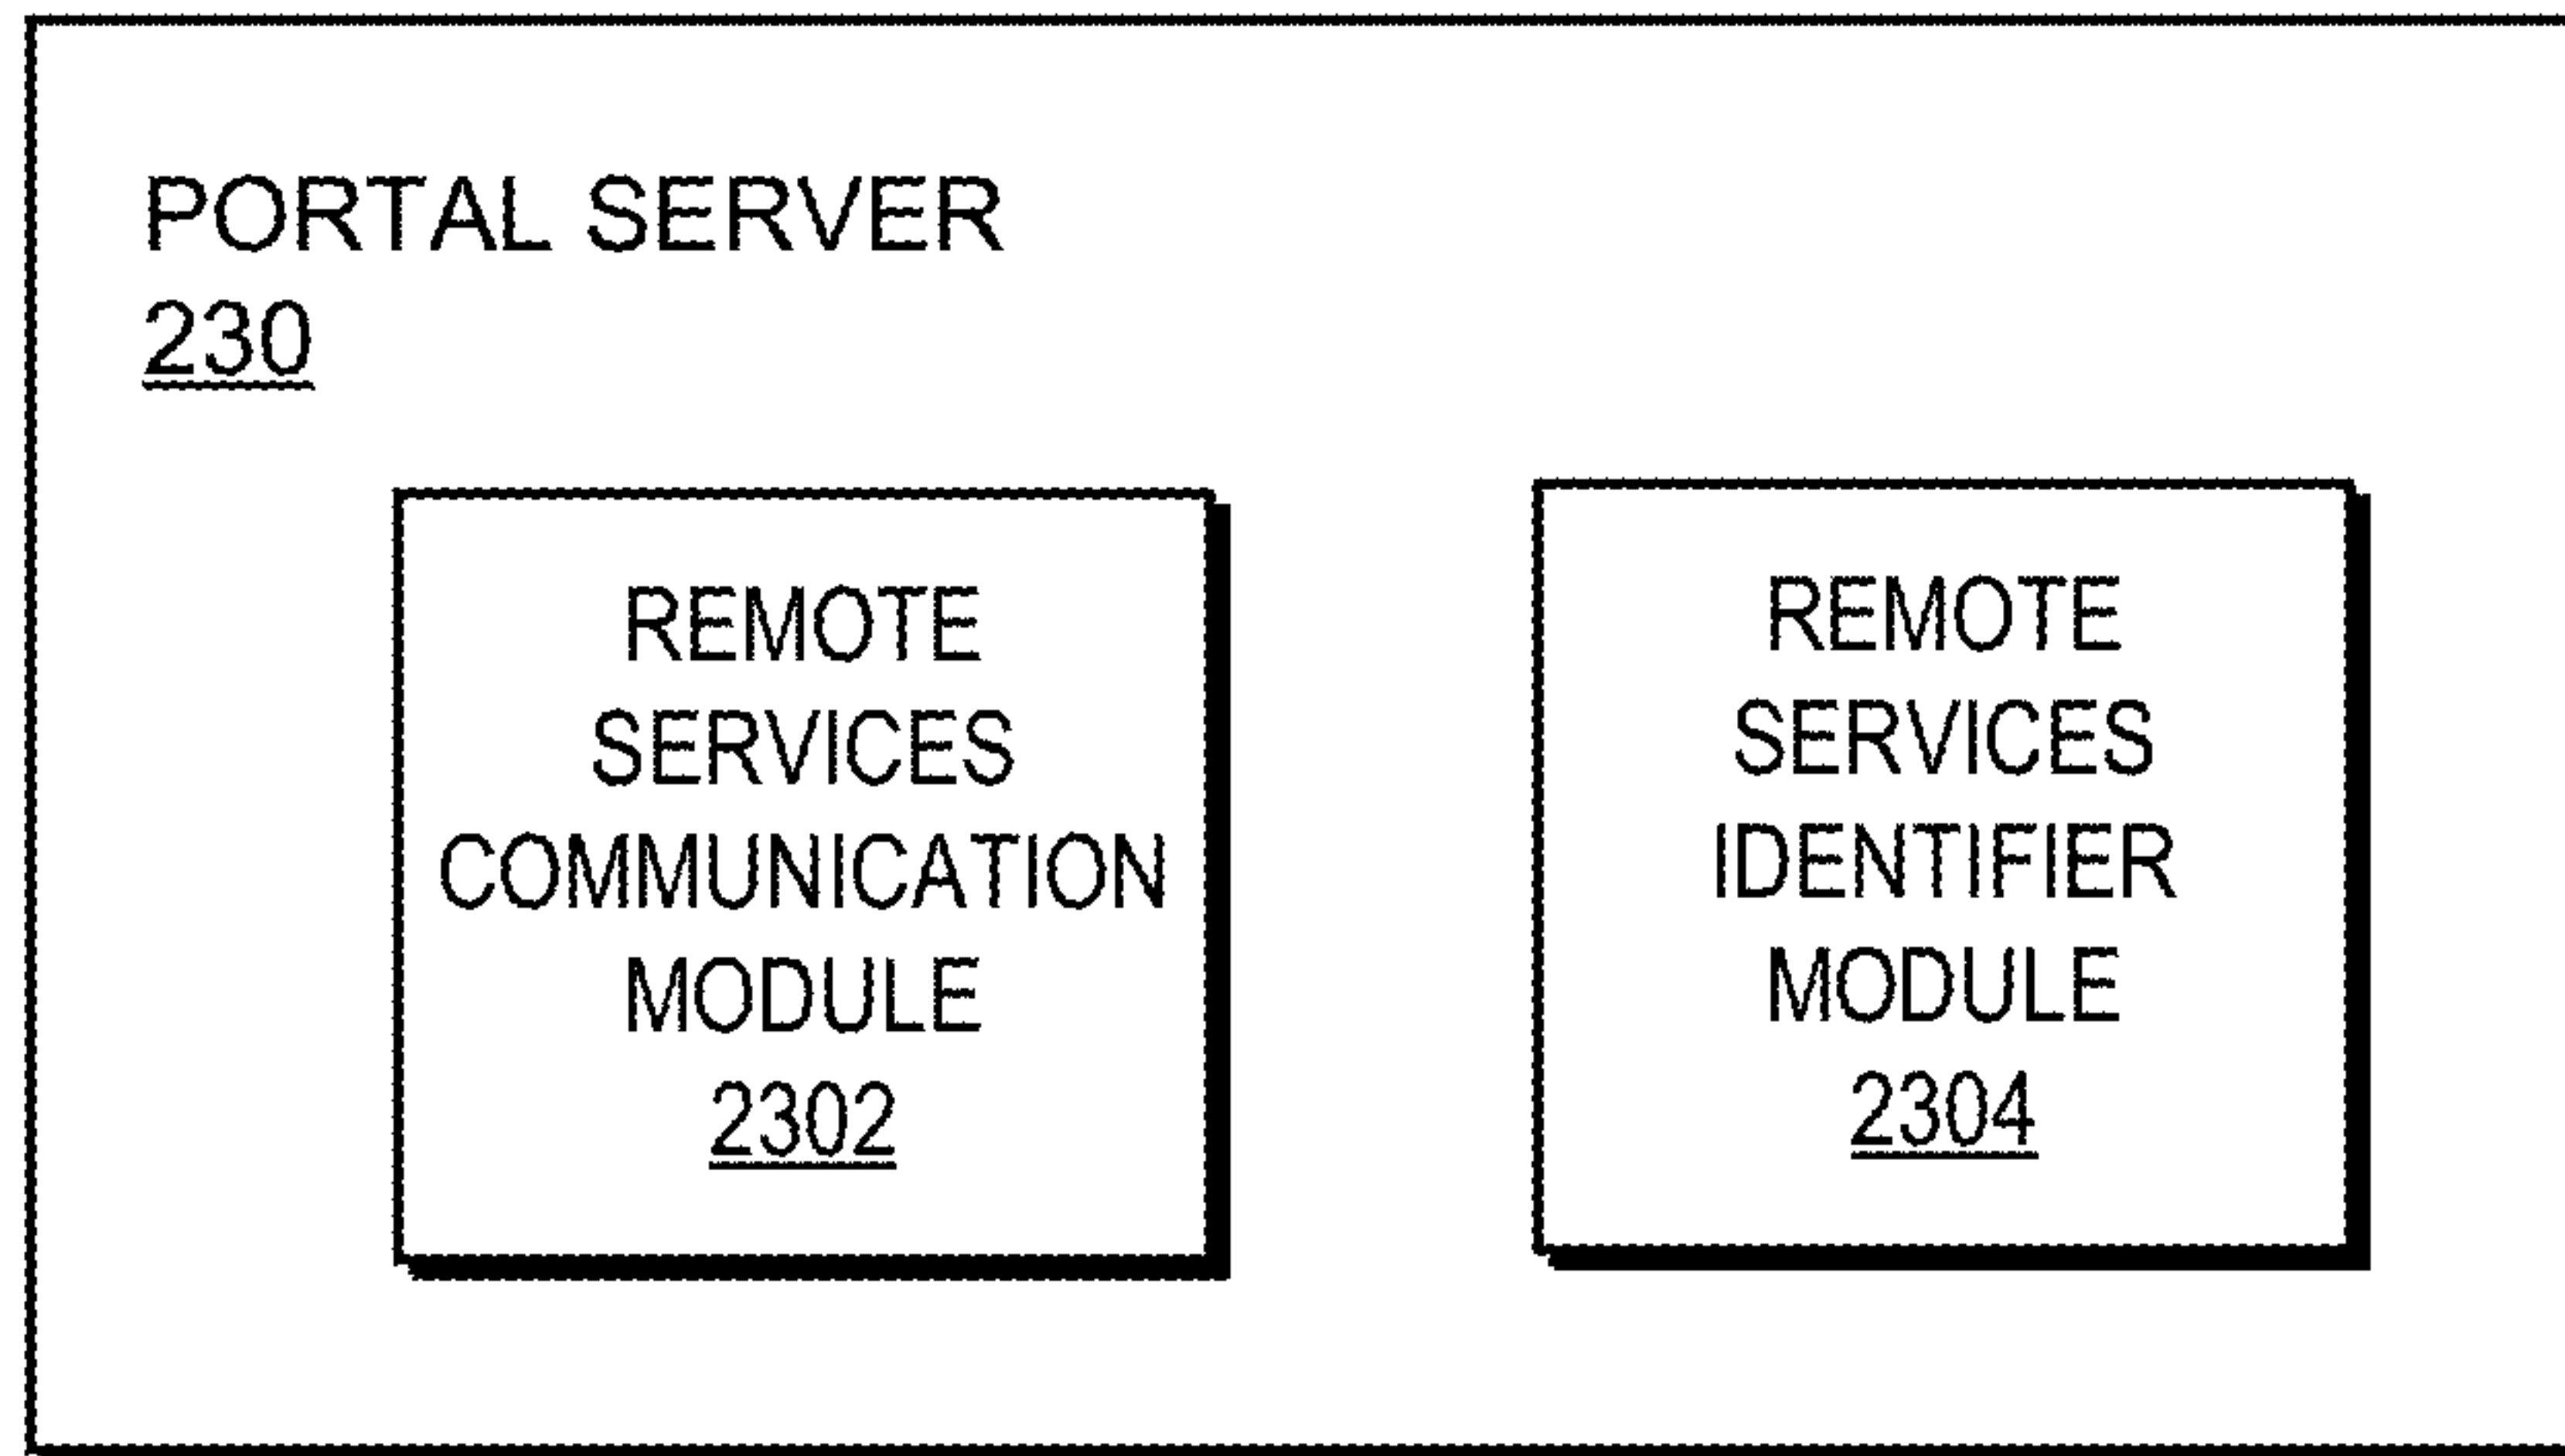 PORTAL SERVER
230
REMOTE
SERVICES
COMMUNICATION
MODULE
2302
REMOTE
SERVICES
IDENTIFIER
MODULE
2304